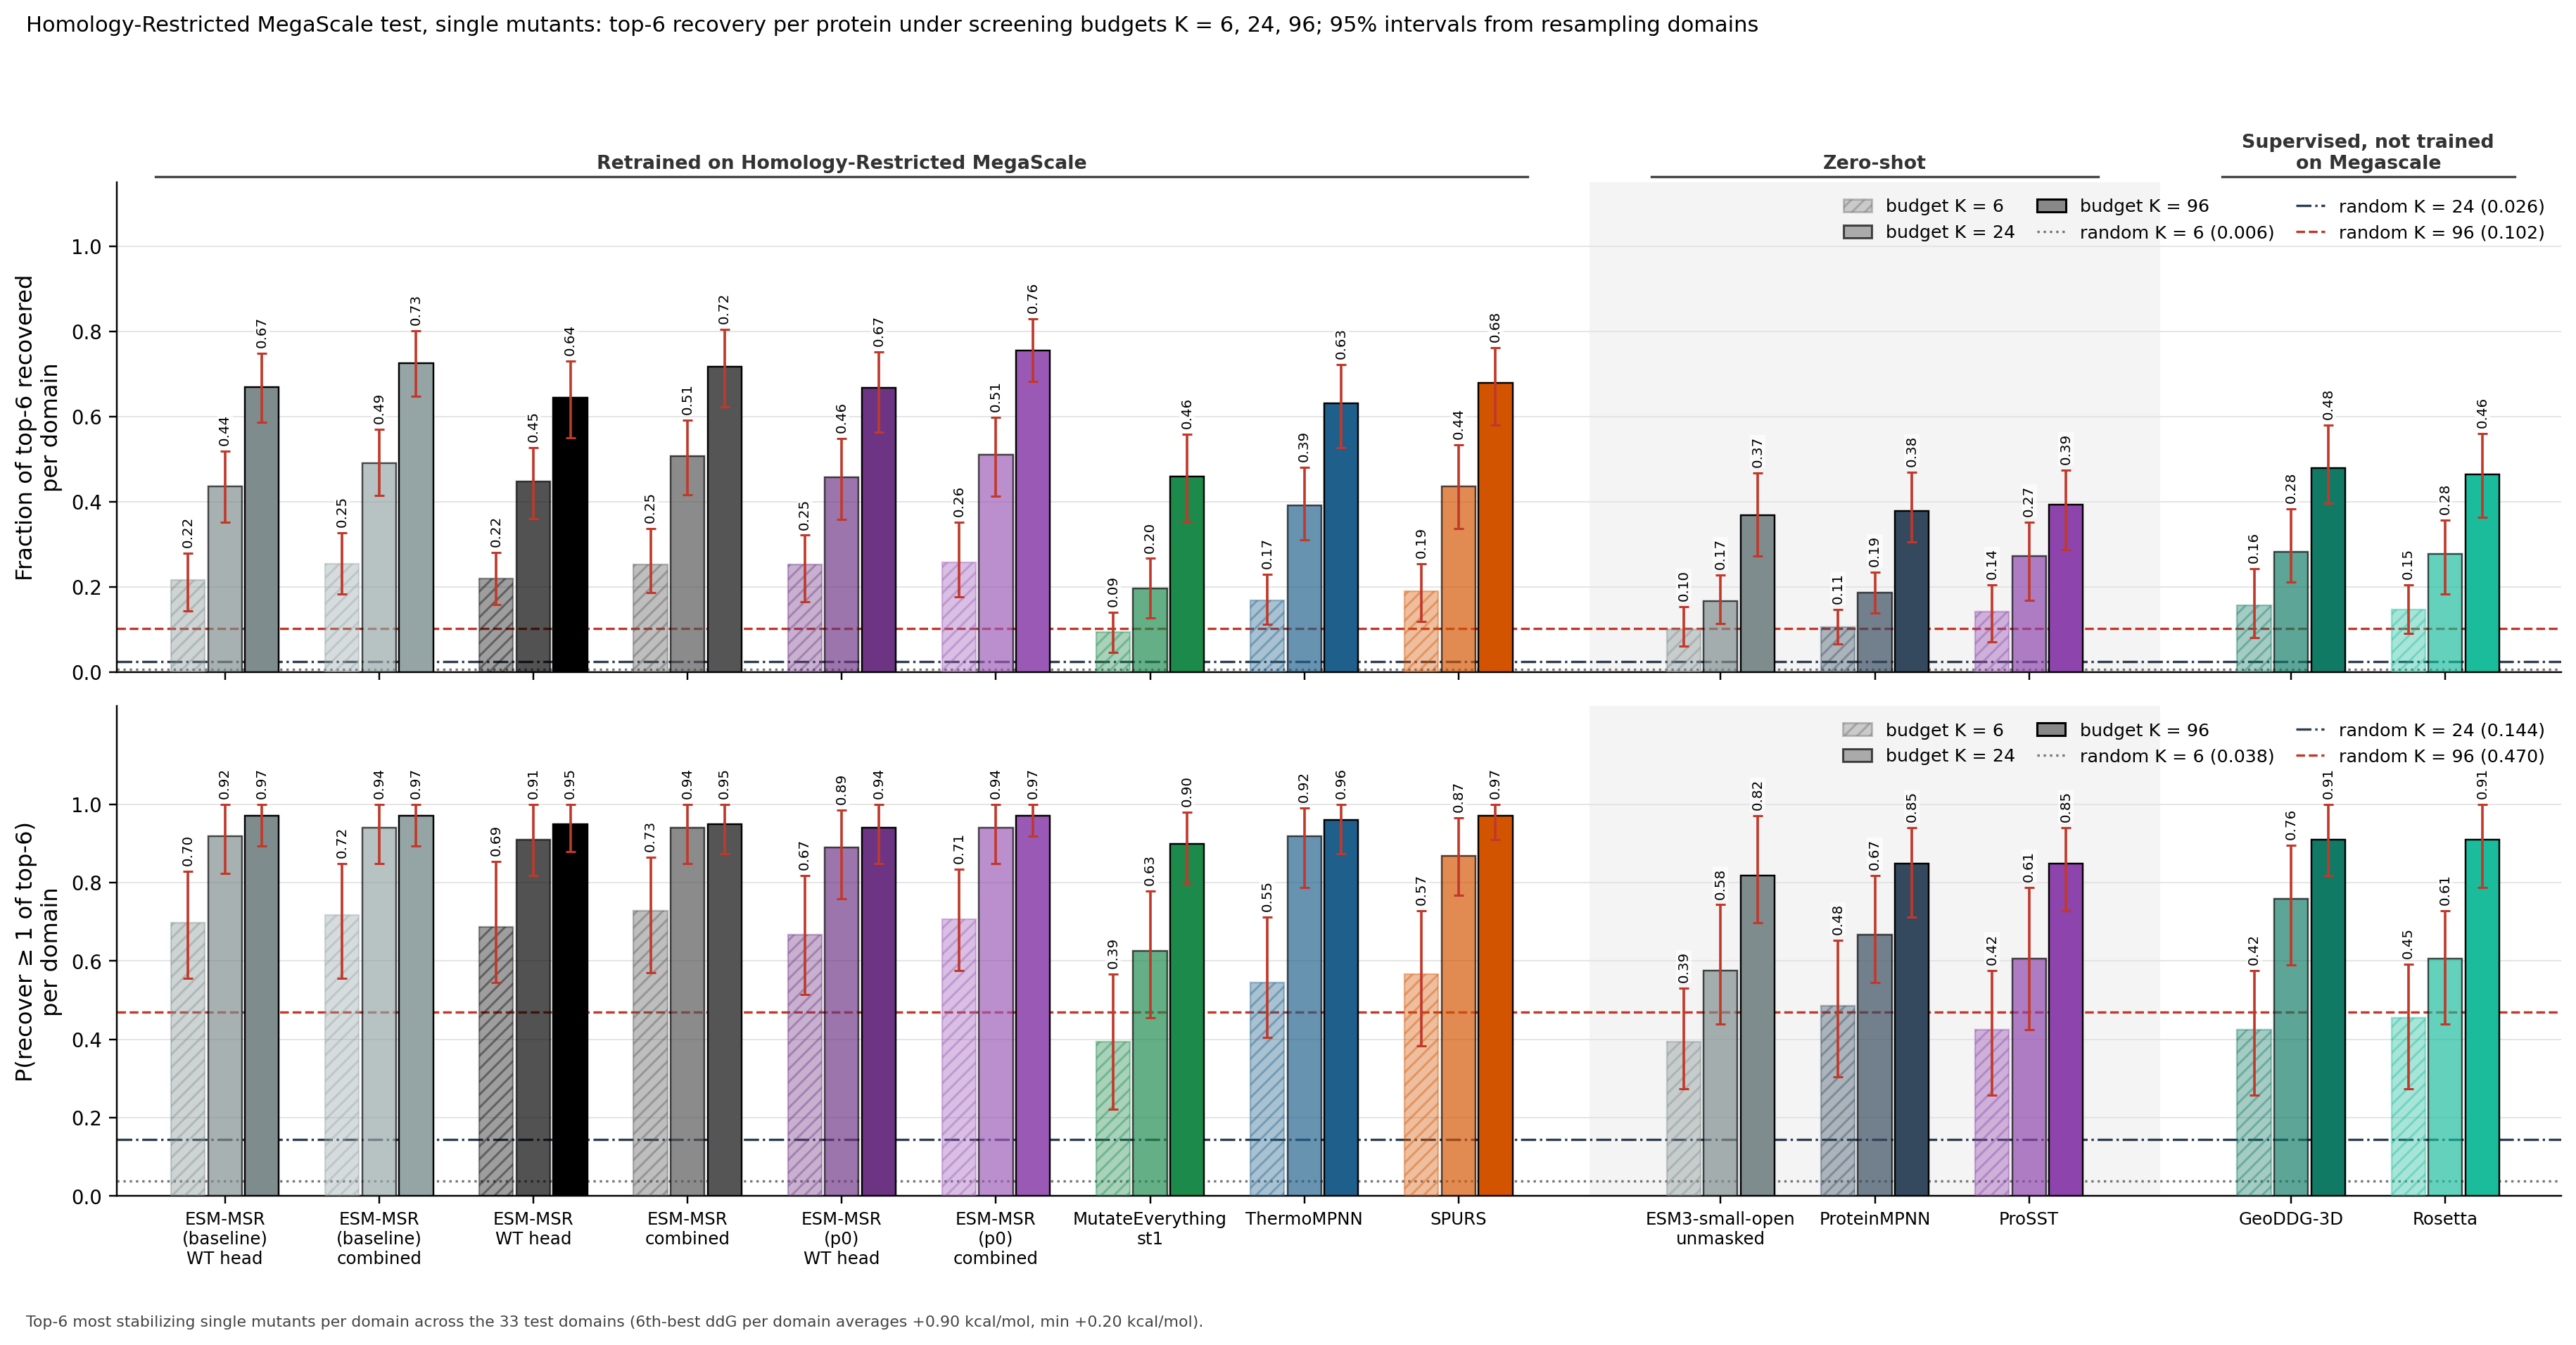 Homology-Restricted MegaScale test, single mutants: top-6 recovery per protein under screening budgets K = 6, 24, 96; 95% intervals from resampling domains
Retrained on Homology-Restricted MegaScale
Zero-shot
Supervised, not trained
on Megascale
budget K = 6
budget K = 24
budget K = 96
random K = 6 (0.006)
random K = 24 (0.026)
random K = 96 (0.102)
Fraction of top-6 recovered
per domain
1.0
0.8
0.6
0.4
0.2
0.0
0.22
0.44
0.67
0.25
0.49
0.73
0.22
0.45
0.64
0.25
0.51
0.72
0.25
0.46
0.67
0.26
0.51
0.76
0.09
0.20
0.46
0.17
0.39
0.63
0.19
0.44
0.68
0.10
0.17
0.37
0.11
0.19
0.38
0.14
0.27
0.39
0.16
0.28
0.48
0.15
0.28
0.46
budget K = 6
budget K = 24
budget K = 96
random K = 6 (0.038)
random K = 24 (0.144)
random K = 96 (0.470)
P(recover ≥ 1 of top-6)
per domain
1.0
0.8
0.6
0.4
0.2
0.0
0.70
0.92
0.97
0.72
0.94
0.97
0.69
0.91
0.95
0.73
0.94
0.95
0.67
0.89
0.94
0.71
0.94
0.97
0.39
0.63
0.90
0.55
0.92
0.96
0.57
0.87
0.97
0.39
0.58
0.82
0.48
0.67
0.85
0.42
0.61
0.85
0.42
0.76
0.91
0.45
0.61
0.91
ESM-MSR
(baseline)
WT head
ESM-MSR
(baseline)
combined
ESM-MSR
WT head
ESM-MSR
combined
ESM-MSR
(p0)
WT head
ESM-MSR
(p0)
combined
MutateEverything
st1
ThermoMPNN
SPURS
ESM3-small-open
unmasked
ProteinMPNN
ProSST
GeoDDG-3D
Rosetta
Top-6 most stabilizing single mutants per domain across the 33 test domains (6th-best ddG per domain averages +0.90 kcal/mol, min +0.20 kcal/mol).